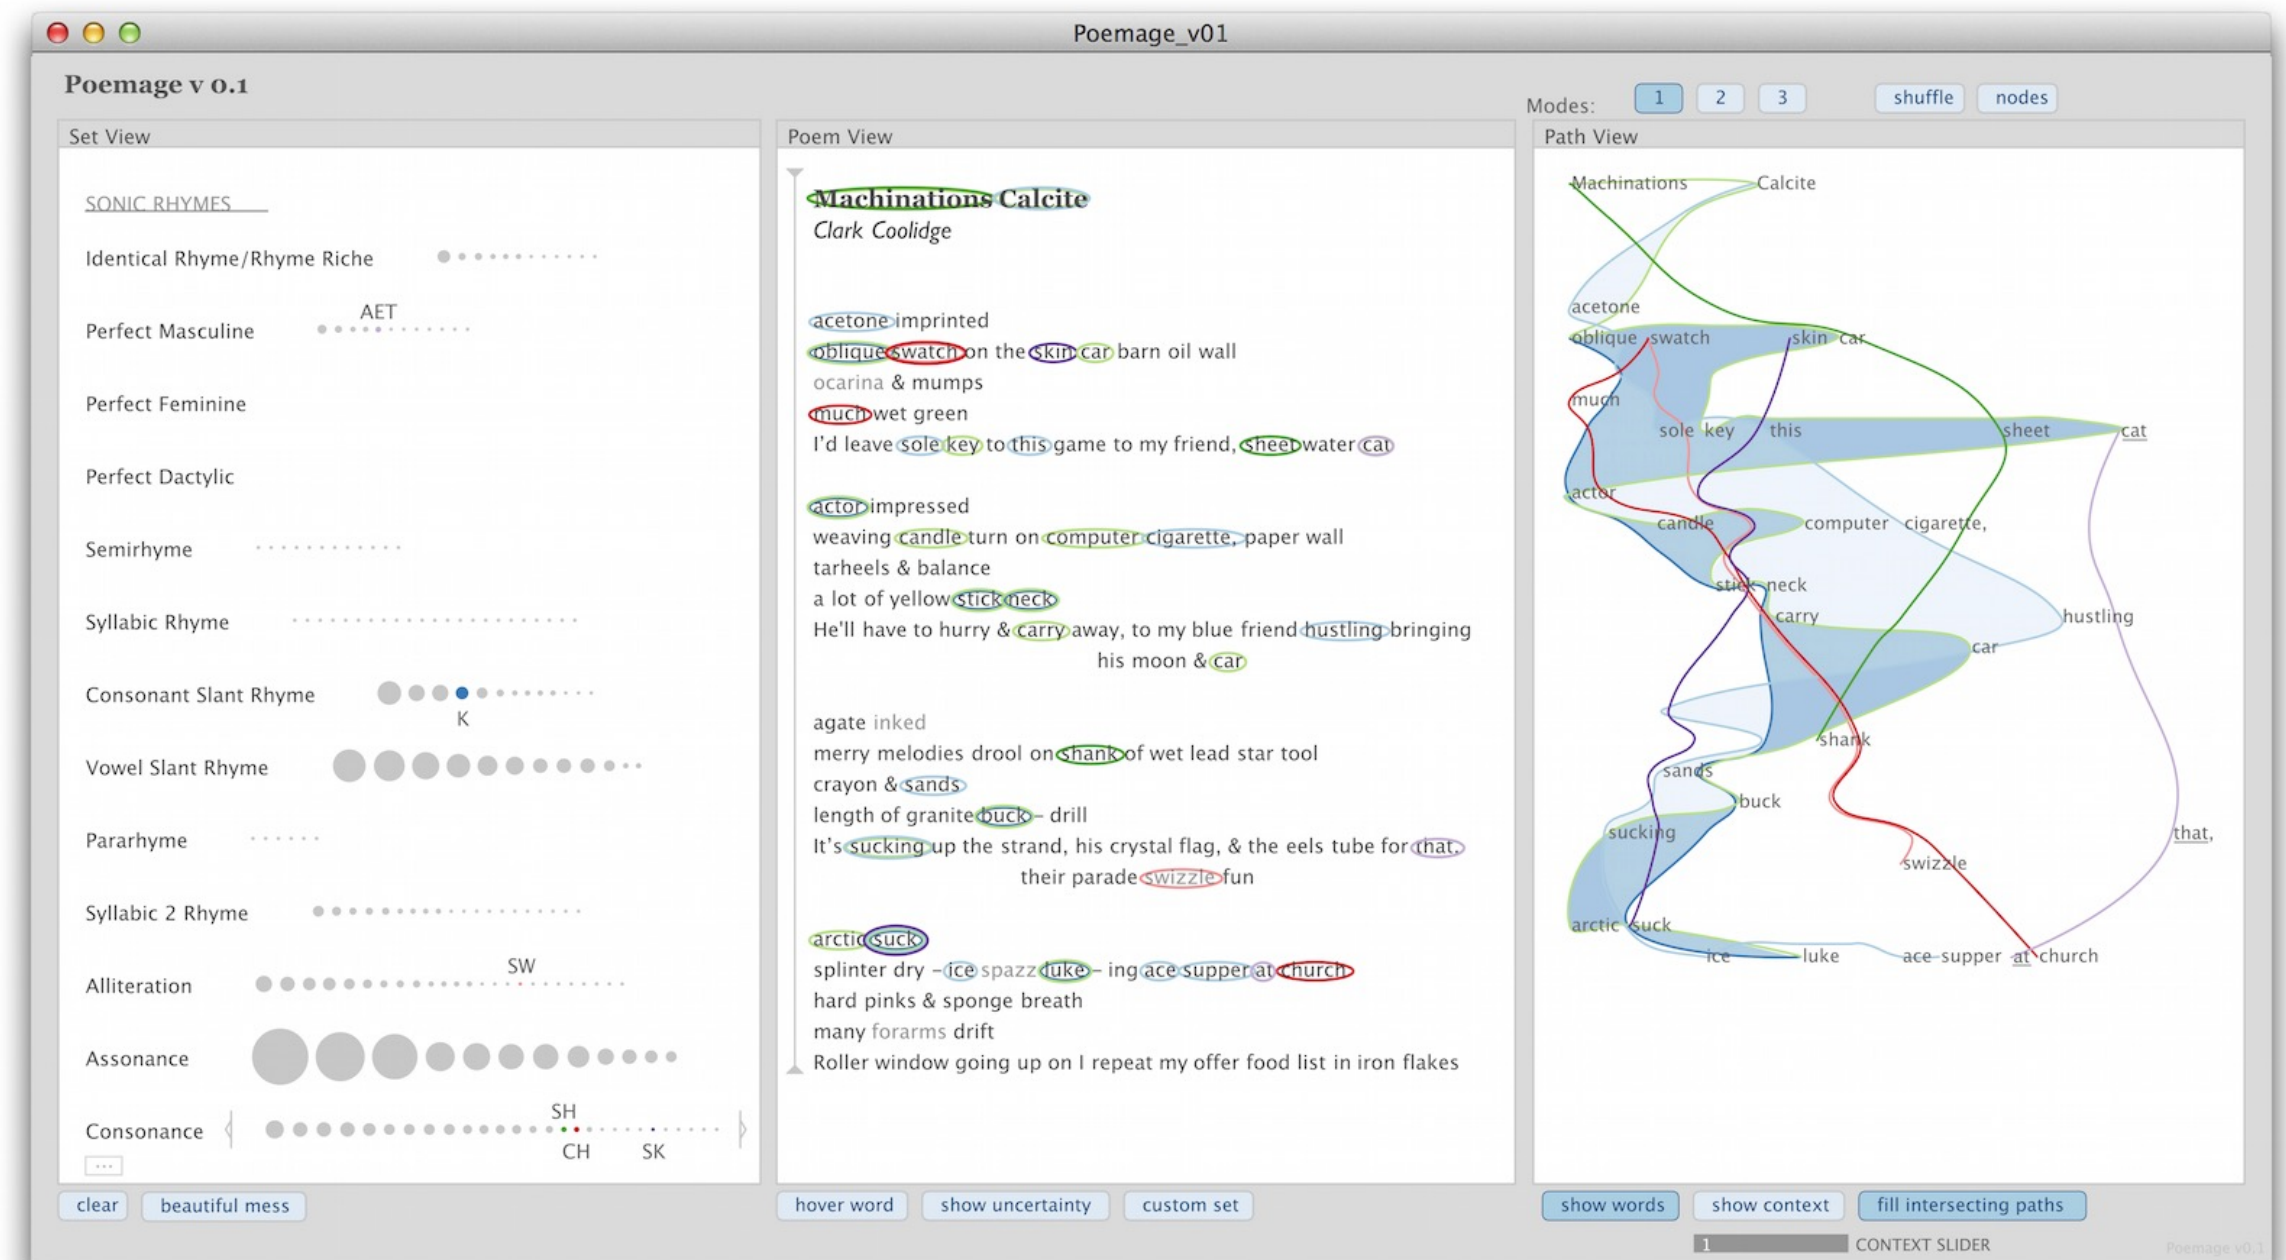 Poemage_v01
Poemage v 0.1
Modes: 1 2 3 shuffle nodes
Set View
SONIC RHYMES
Identical Rhyme/Rhyme Riche
AET
Perfect Masculine
Perfect Feminine
Perfect Dactylic
Semirhyme
Syllabic Rhyme
Consonant Slant Rhyme
K
Vowel Slant Rhyme
Pararhyme
Syllabic 2 Rhyme
SW
Alliteration
Assonance
SH
Consonance
CH SK
...
clear beautiful mess
Poem View
Machinations Calcite
Clark Coolidge
acetone imprinted
oblique swatch on the skin car barn oil wall
ocarina & mumps
much wet green
I'd leave sole key to this game to my friend, sheet water cat
actor impressed
weaving candle turn on computer cigarette, paper wall
tarheels & balance
a lot of yellow stick neck
He'll have to hurry & carry away, to my blue friend hustling bringing
his moon & car
agate inked
merry melodies drool on shank of wet lead star tool
crayon & sands
length of granite buck – drill
It's sucking up the strand, his crystal flag, & the eels tube for that,
their parade swizzle fun
arctic suck
splinter dry – ice spazz luke – ing ace supper at church
hard pinks & sponge breath
many forarms drift
Roller window going up on I repeat my offer food list in iron flakes
hover word show uncertainty custom set
Path View
Machinations Calcite
acetone
oblique swatch skin car
much
sole key this sheet cat
actor
candle computer cigarette,
stick neck
carry hustling
car
shank
sands
buck
sucking that,
swizzle
arctic suck
ice luke ace supper at church
show words show context fill intersecting paths
1 CONTEXT SLIDER
Poemage v0.1